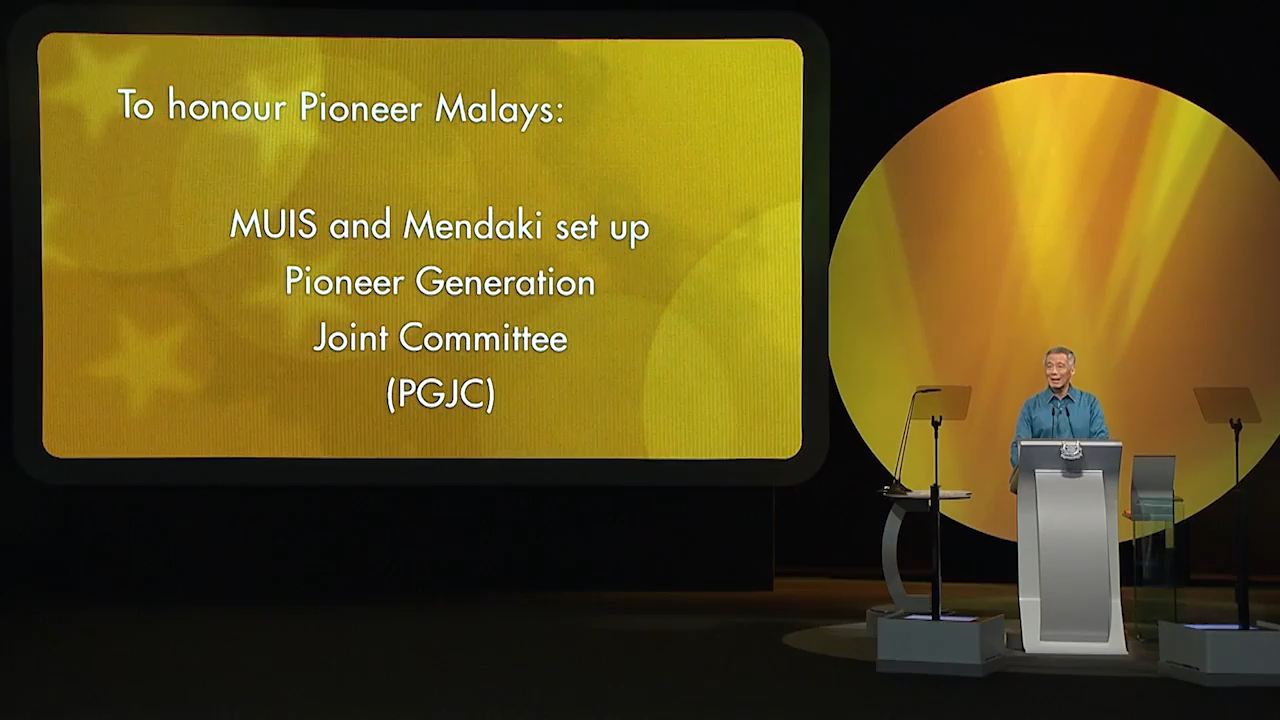 To honour Pioneer Malays:
MUIS and Mendaki set up
Pioneer Generation
Joint Committee
(PGJC)